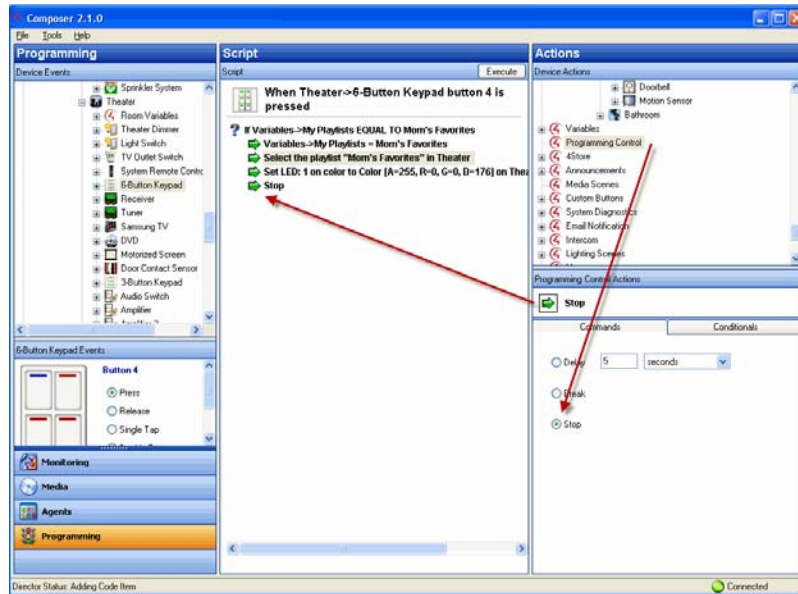 Composer 2.1.0
File Tools Help
Programming
Device Events
Sprinkler System
Theater
Room Variables
Theater Dimmer
Light Switch
TV Outlet Switch
System Remote Contrc
6-Button Keypad
Receiver
Tuner
Samsung TV
DVD
Motorized Screen
Door Contact Sensor
3-Button Keypad
Audio Switch
Amplifier
6-Button Keypad Events
Button 4
Press
Release
Single Tap
Monitoring
Media
Agents
Programming
Script
Script Execute
When Theater->6-Button Keypad button 4 is
pressed
If Variables->My Playlists EQUAL TO Mom's Favorites
Variables->My Playlists = Mom's Favorites
Select the playlist "Mom's Favorites" in Theater
Set LED: 1 on color to Color [A=255, R=0, G=0, B=176] on Thea
Stop
Actions
Device Actions
Doorbell
Motion Sensor
Bathroom
Variables
Programming Control
4Store
Announcements
Media Scenes
Custom Buttons
System Diagnostics
Email Notification
Intercom
Lighting Scenes
Programming Control Actions
Stop
Commands Conditionals
Delay 5 seconds
Break
Stop
Director Status: Adding Code Item
Connected